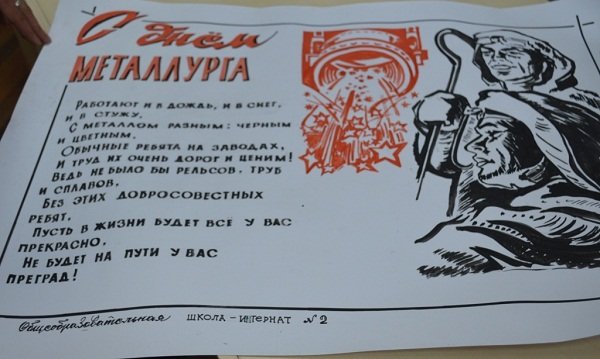 С днём
МЕТАЛЛУРГА
РАБОТАЮТ И В ДОЖДЬ, И В СНЕГ,
И В СТУЖУ,
С МЕТАЛЛОМ РАЗНЫМ: ЧЕРНЫМ
И ЦВЕТНЫМ,
ОБЫЧНЫЕ РЕБЯТА НА ЗАВОДАХ,
И ТРУД ИХ ОЧЕНЬ ДОРОГ И ЦЕНИМ!
ВЕДЬ НЕ БЫЛО БЫ РЕЛЬСОВ, ТРУБ
И СПЛАВОВ,
БЕЗ ЭТИХ ДОБРОСОВЕСТНЫХ
РЕБЯТ,
ПУСТЬ В ЖИЗНИ БУДЕТ ВСЁ У ВАС
ПРЕКРАСНО,
НЕ БУДЕТ НА ПУТИ У ВАС
ПРЕГРАД!
Общеобразовательная ШКОЛА - ИНТЕРНАТ №2